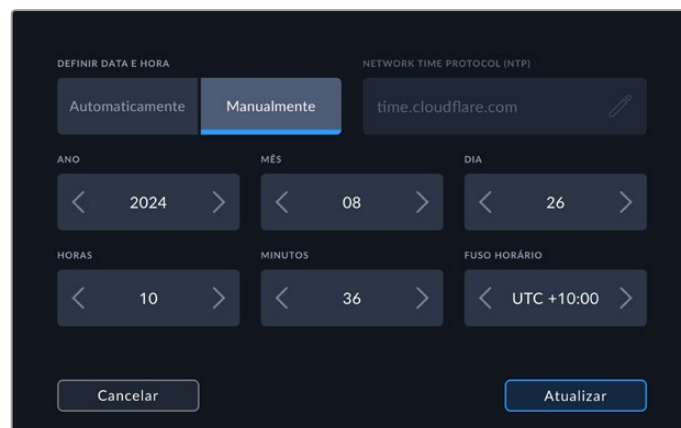 DEFINIR DATA E HORA
NETWORK TIME PROTOCOL (NTP)
Automaticamente
Manualmente
time.cloudflare.com
ANO
MÊS
DIA
2024
08
26
HORAS
MINUTOS
FUSO HORÁRIO
10
36
UTC +10:00
Cancelar
Atualizar